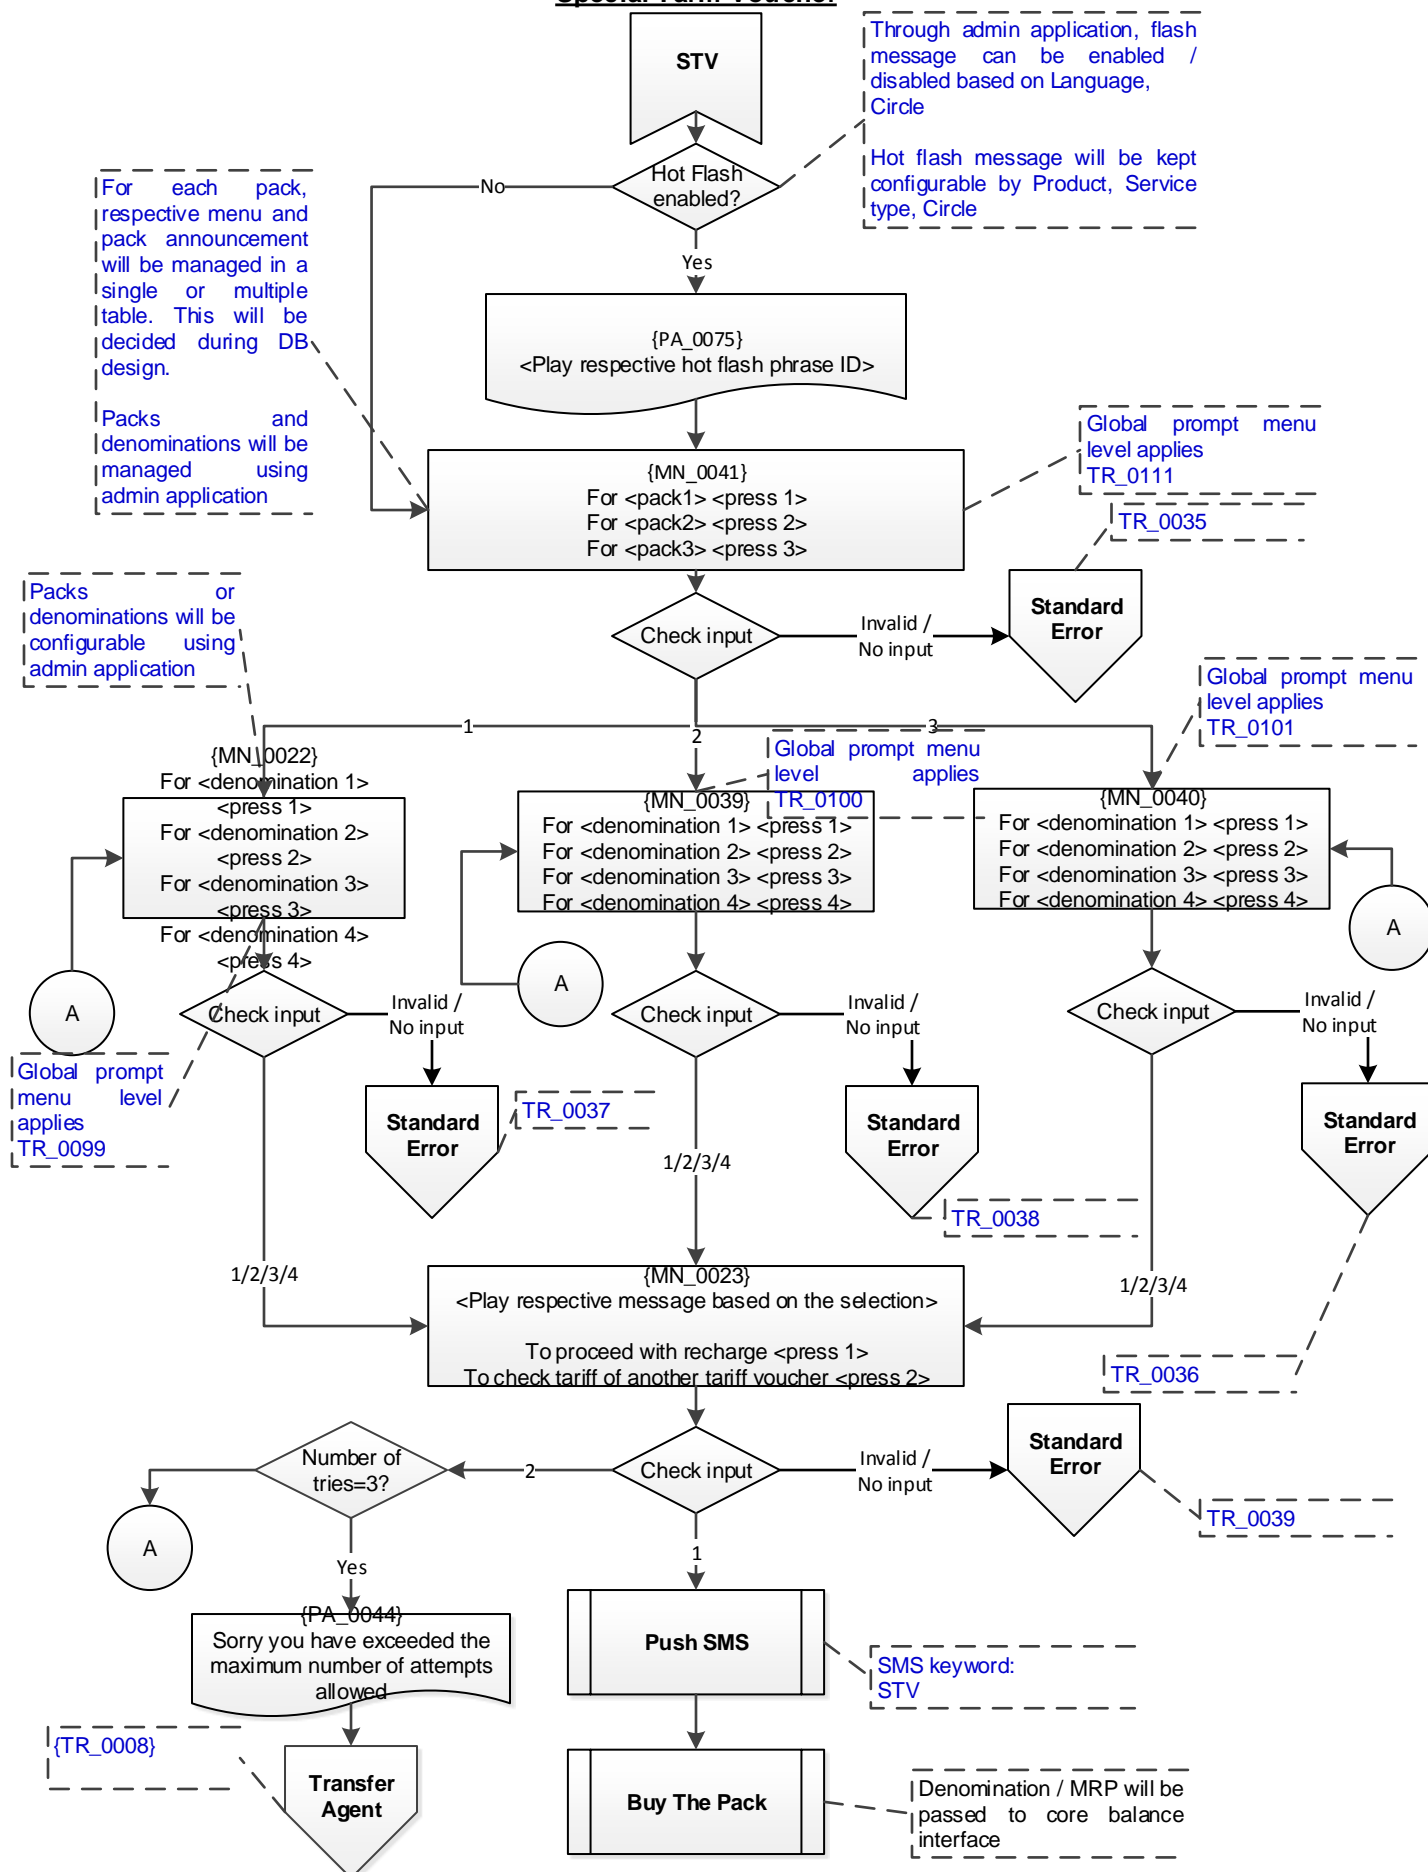 Special Tariff Voucher
STV
Through admin application, flash
message can be enabled /
disabled based on Language,
Circle
Hot flash message will be kept
configurable by Product, Service
type, Circle
Hot Flash
enabled?
No
Yes
For each pack,
respective menu and
pack announcement
will be managed in a
single or multiple
table. This will be
decided during DB
design.
Packs and
denominations will be
managed using
admin application
{PA_0075}
<Play respective hot flash phrase ID>
Global prompt menu
level applies
TR_0111
{MN_0041}
For <pack1> <press 1>
For <pack2> <press 2>
For <pack3> <press 3>
TR_0035
Standard
Error
Check input
Invalid /
No input
Packs or
denominations will be
configurable using
admin application
Global prompt menu
level applies
TR_0101
1
2
3
Global prompt menu
level applies
TR_0100
{MN_0022}
For <denomination 1>
<press 1>
For <denomination 2>
<press 2>
For <denomination 3>
<press 3>
For <denomination 4>
<press 4>
{MN_0039}
For <denomination 1> <press 1>
For <denomination 2> <press 2>
For <denomination 3> <press 3>
For <denomination 4> <press 4>
{MN_0040}
For <denomination 1> <press 1>
For <denomination 2> <press 2>
For <denomination 3> <press 3>
For <denomination 4> <press 4>
A
A
A
Check input
Invalid /
No input
Check input
Invalid /
No input
Check input
Invalid /
No input
Global prompt
menu level
applies
TR_0099
Standard
Error
TR_0037
Standard
Error
TR_0038
Standard
Error
TR_0036
1/2/3/4
1/2/3/4
1/2/3/4
{MN_0023}
<Play respective message based on the selection>
To proceed with recharge <press 1>
To check tariff of another tariff voucher <press 2>
Number of
tries=3?
2
Check input
Invalid /
No input
Standard
Error
TR_0039
A
Yes
1
{PA_0044}
Sorry you have exceeded the
maximum number of attempts
allowed
Push SMS
SMS keyword:
STV
{TR_0008}
Transfer
Agent
Buy The Pack
Denomination / MRP will be
passed to core balance
interface